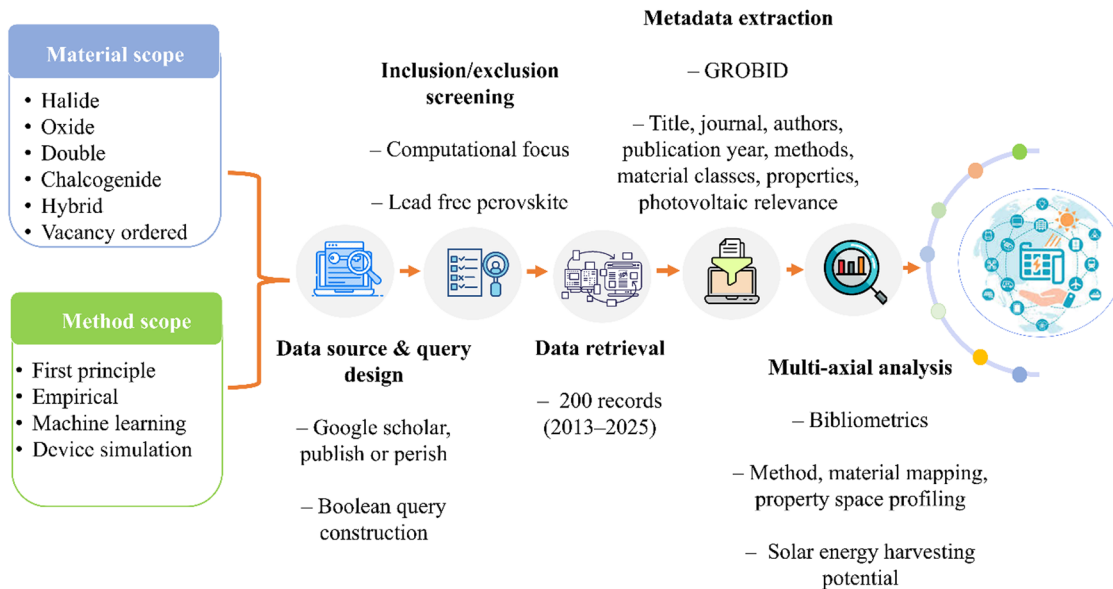 Material scope
• Halide
• Oxide
• Double
• Chalcogenide
• Hybrid
• Vacancy ordered
Method scope
• First principle
• Empirical
• Machine learning
• Device simulation
Data source & query
design
– Google scholar,
publish or perish
– Boolean query
construction
Inclusion/exclusion
screening
– Computational focus
– Lead free perovskite
Data retrieval
– 200 records
(2013–2025)
Metadata extraction
– GROBID
– Title, journal, authors,
publication year, methods,
material classes, properties,
photovoltaic relevance
Multi-axial analysis
– Bibliometrics
– Method, material mapping,
property space profiling
– Solar energy harvesting
potential